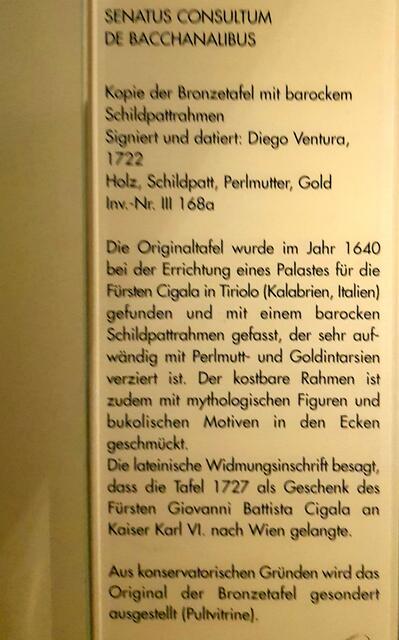 SENATUS CONSULTUM
DE BACCHANALIBUS
Kopie der Bronzetafel mit barockem
Schildpattrahmen
Signiert und datiert: Diego Ventura,
1722
Holz, Schildpatt, Perlmutter, Gold
Inv.-Nr. III 168a
Die Originaltafel wurde im Jahr 1640
bei der Errichtung eines Palastes für die
Fürsten Cigala in Tiriolo (Kalabrien, Italien)
gefunden und mit einem barocken
Schildpattrahmen gefasst, der sehr auf-
wändig mit Perlmutt- und Goldintarsien
verziert ist. Der kostbare Rahmen ist
zudem mit mythologischen Figuren und
bukolischen Motiven in den Ecken
geschmückt.
Die lateinische Widmungsinschrift besagt,
dass die Tafel 1727 als Geschenk des
Fürsten Giovanni Battista Cigala an
Kaiser Karl VI. nach Wien gelangte.
Aus konservatorischen Gründen wird das
Original der Bronzetafel gesondert
ausgestellt (Pultvitrine).